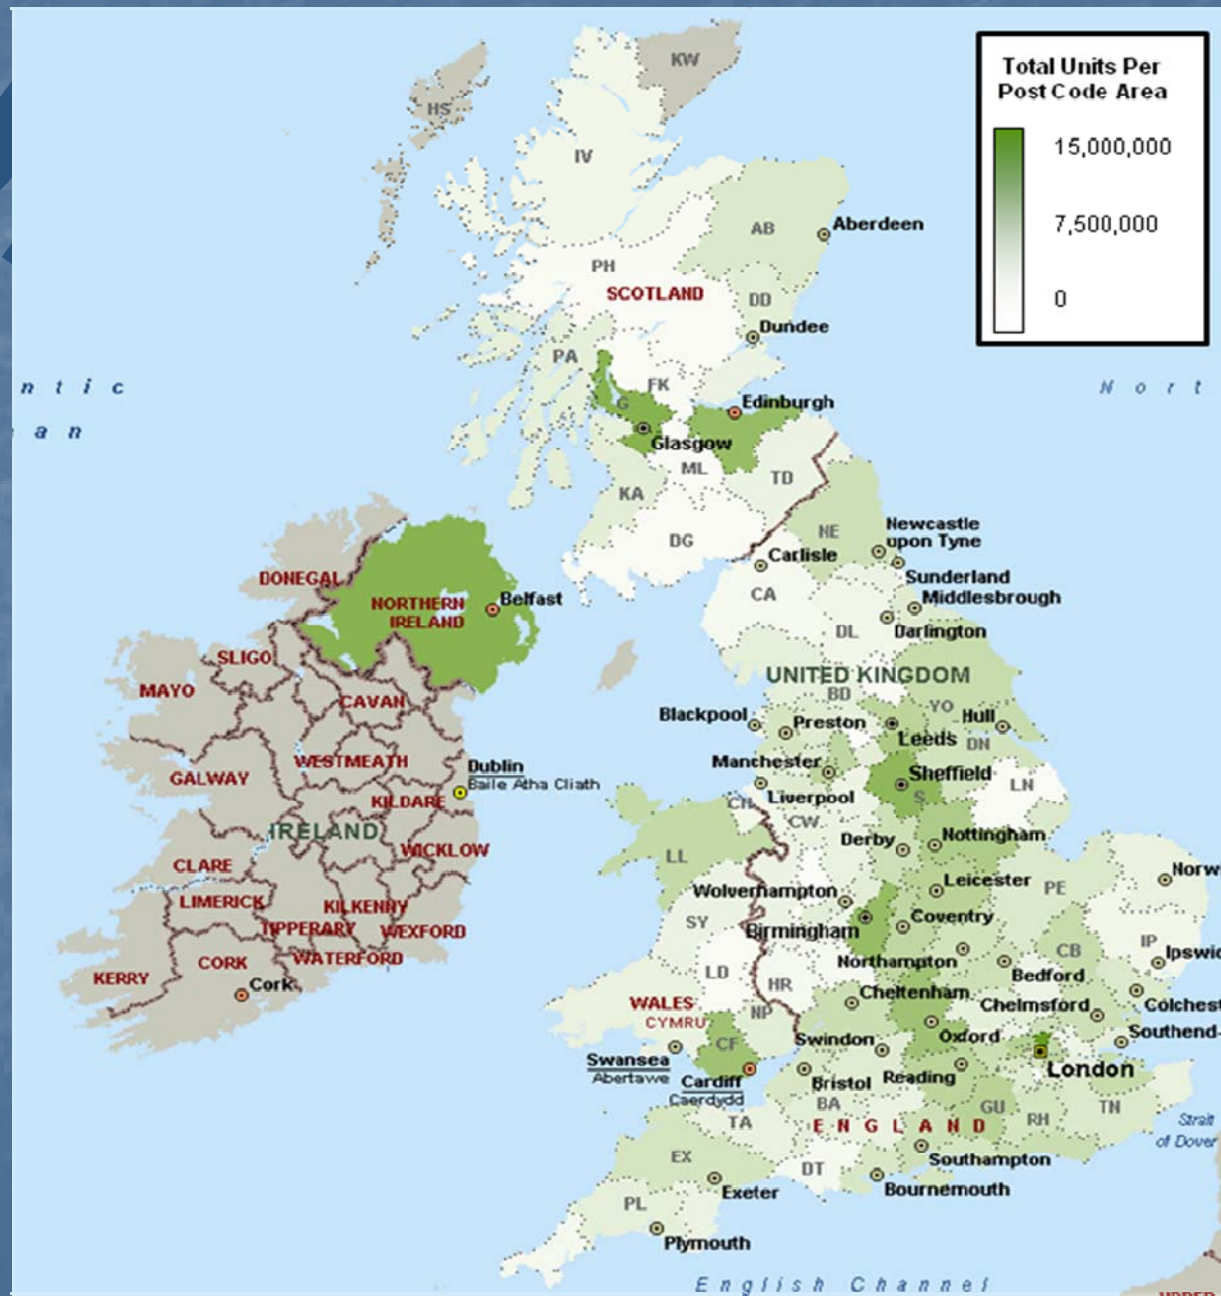 Total Units Per
Post Code Area
15,000,000
7,500,000
0
KW
HS
IV
AB
Aberdeen
PH
SCOTLAND
DD
Dundee
PA
FK
n t i c
a n
N o r t
G
Edinburgh
Glasgow
ML
TD
KA
DG
NE
Newcastle
upon Tyne
Carlisle
Sunderland
DONEGAL
CA
Middlesbrough
NORTHERN
IRELAND
Belfast
DL
Darlington
SLIGO
MAYO
CAVAN
UNITED KINGDOM
BD
YO
Blackpool
Preston
Hull
Leeds
DN
WESTMEATH
Dublin
Baile Atha Cliath
Manchester
Sheffield
GALWAY
KILDARE
Liverpool
S
LN
CH
CW
IRELAND
Derby
Nottingham
WICKLOW
CLARE
LL
Wolverhampton
Leicester
PE
Norw
LIMERICK
KILKENNY
TIPPERARY
WEXFORD
SY
Birmingham
Coventry
WATERFORD
CORK
KERRY
Cork
LD
HR
Northampton
Bedford
CB
IP
Ipswic
WALES
CYMRU
NP
Cheltenham
Chelmsford
Colchest
CF
Swindon
Oxford
Southend-
Swansea
Abertawe
Cardiff
Caerdydd
Bristol
Reading
London
BA
GU
RH
TN
TA
ENGLAND
Strait
of Dover
EX
DT
Southampton
Exeter
Bournemouth
PL
Plymouth
English Channel